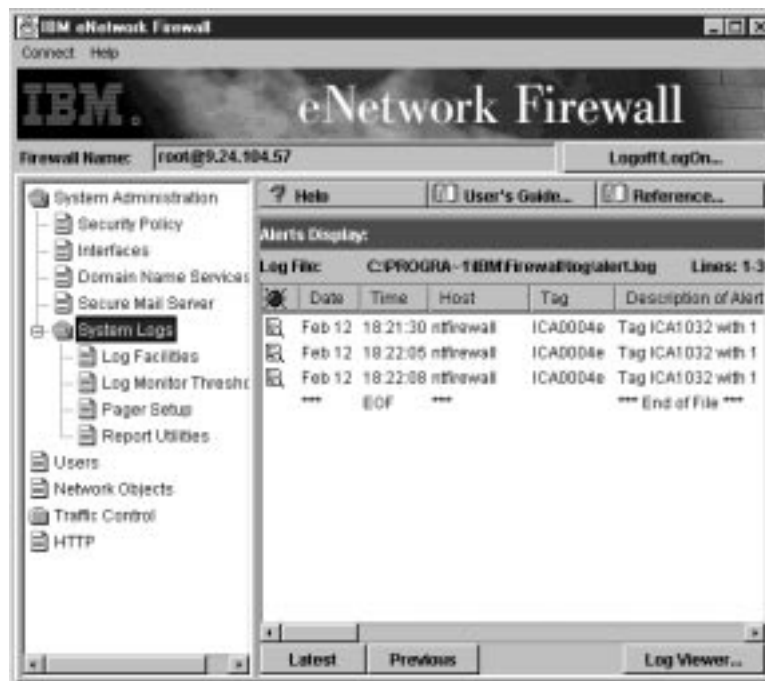 IBM eNetwork Firewall
Connect Help
IBM. eNetwork Firewall
Firewall Name: root@9.24.104.57 Logoff/LogOn...
System Administration
Security Policy
Interfaces
Domain Name Services
Secure Mail Server
System Logs
Log Facilities
Log Monitor Thresho
Pager Setup
Report Utilities
Users
Network Objects
Traffic Control
HTTP
? Help User's Guide... Reference...
Alerts Display:
Log File: C:\PROGRA~1\IBM\Firewall\log\alert.log Lines: 1-3
Date Time Host Tag Description of Alert
Feb 12 18:21:30 ntfirewall ICA0004e Tag ICA1032 with 1
Feb 12 18:22:05 ntfirewall ICA0004e Tag ICA1032 with 1
Feb 12 18:22:08 ntfirewall ICA0004e Tag ICA1032 with 1
*** EOF *** *** End of File ***
Latest Previous Log Viewer...